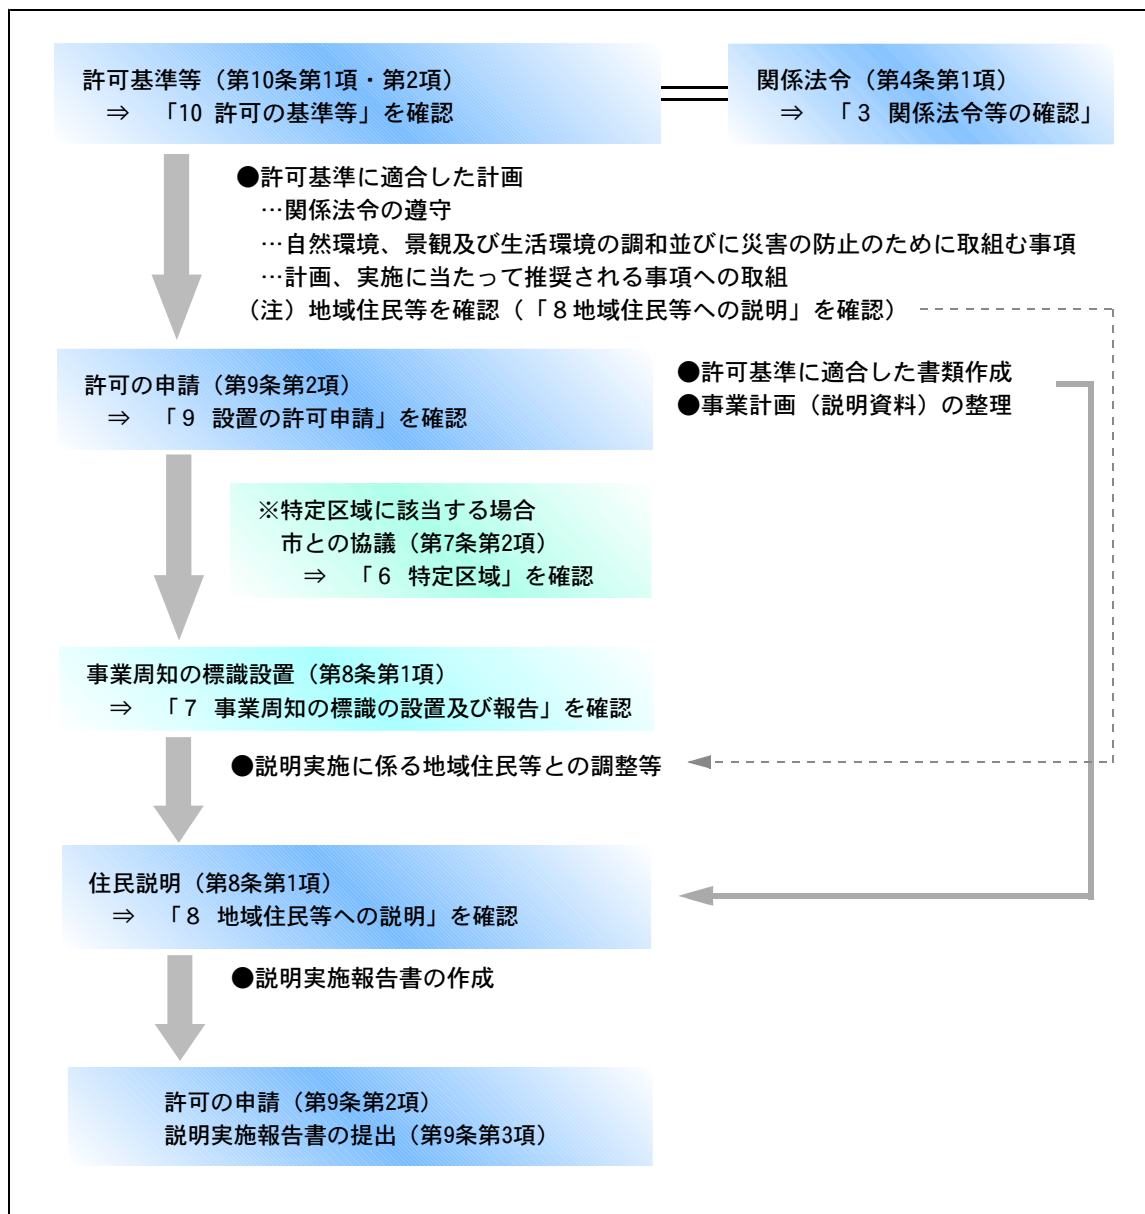 許可基準等（第10条第1項・第2項）
⇒ 「10 許可の基準等」を確認
関係法令（第4条第1項）
⇒ 「３ 関係法令等の確認」
●許可基準に適合した計画
…関係法令の遵守
…自然環境、景観及び生活環境の調和並びに災害の防止のために取組む事項
…計画、実施に当たって推奨される事項への取組
（注）地域住民等を確認（「８地域住民等への説明」を確認）
許可の申請（第9条第2項）
⇒ 「９ 設置の許可申請」を確認
●許可基準に適合した書類作成
●事業計画（説明資料）の整理
※特定区域に該当する場合
市との協議（第7条第2項）
⇒ 「６ 特定区域」を確認
事業周知の標識設置（第8条第1項）
⇒ 「７ 事業周知の標識の設置及び報告」を確認
●説明実施に係る地域住民等との調整等
住民説明（第8条第1項）
⇒ 「８ 地域住民等への説明」を確認
●説明実施報告書の作成
許可の申請（第9条第2項）
説明実施報告書の提出（第9条第3項）